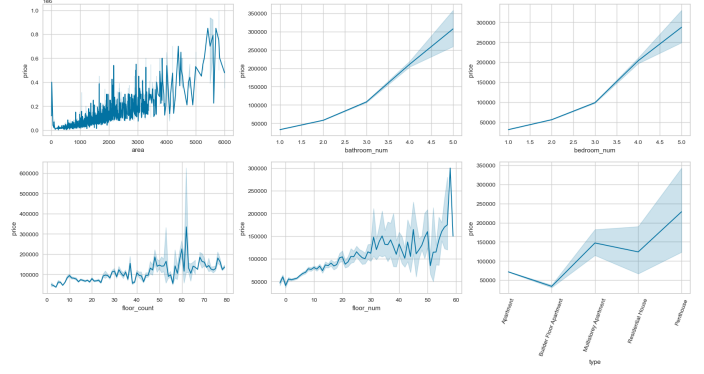 1e6
1.0
0.8
0.6
0.4
0.2
0.0
price
0 1000 2000 3000 4000 5000 6000
area
350000
300000
250000
200000
150000
100000
50000
price
1.0 1.5 2.0 2.5 3.0 3.5 4.0 4.5 5.0
bathroom_num
300000
250000
200000
150000
100000
50000
price
1.0 1.5 2.0 2.5 3.0 3.5 4.0 4.5 5.0
bedroom_num
600000
500000
400000
300000
200000
100000
price
0 10 20 30 40 50 60 70 80
floor_count
300000
250000
200000
150000
100000
50000
price
0 10 20 30 40 50 60
floor_num
350000
300000
250000
200000
150000
100000
50000
price
Apartment
Builder Floor Apartment
Multistorey Apartment
Residential House
Penthouse
type